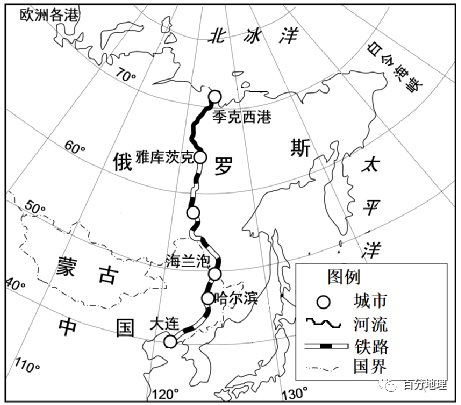 欧洲各港
北冰洋
白令海峡
70°
季克西港
雅库茨克
俄罗斯
60°
太平洋
50°
海兰泡
蒙古
哈尔滨
40°
中国
大连
110°
120°
130°
图例
城市
河流
铁路
国界
百分地理